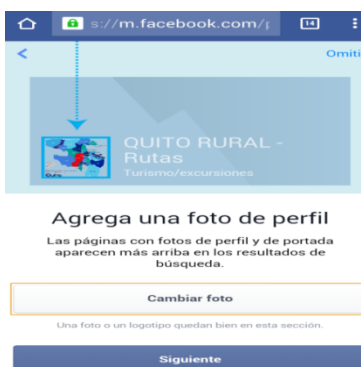 s://m.facebook.com/
14
Omiti
QUITO RURAL -
Rutas
Turismo/excursiones
Agrega una foto de perfil
Las páginas con fotos de perfil y de portada
aparecen más arriba en los resultados de
búsqueda.
Cambiar foto
Una foto o un logotipo quedan bien en esta sección.
Siguiente